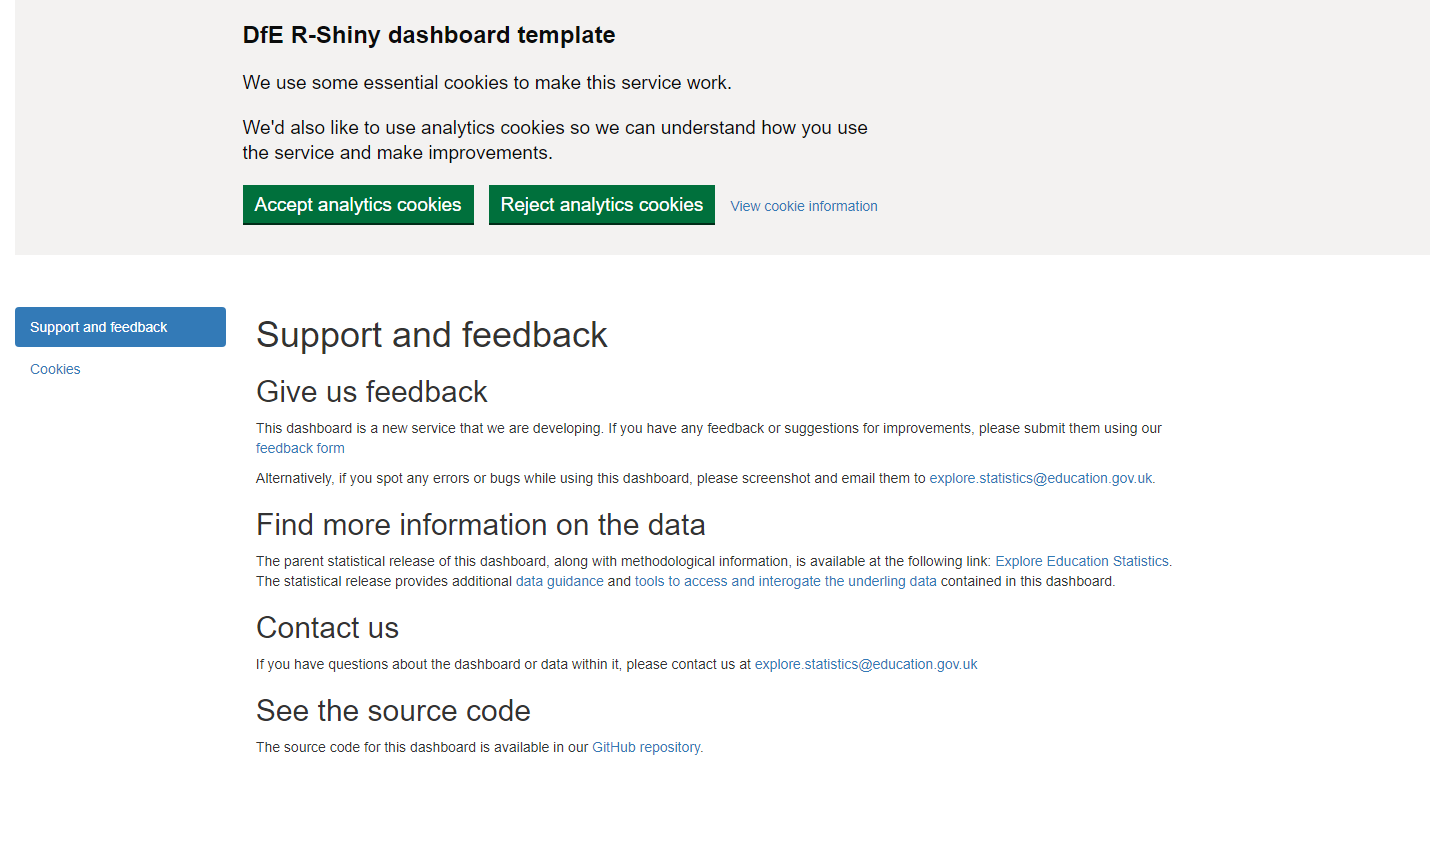 DfE R-Shiny dashboard template
We use some essential cookies to make this service work.
We'd also like to use analytics cookies so we can understand how you use
the service and make improvements.
Accept analytics cookies
Reject analytics cookies
View cookie information
Support and feedback
Cookies
Support and feedback
Give us feedback
This dashboard is a new service that we are developing. If you have any feedback or suggestions for improvements, please submit them using our
feedback form
Alternatively, if you spot any errors or bugs while using this dashboard, please screenshot and email them to explore.statistics@education.gov.uk.
Find more information on the data
The parent statistical release of this dashboard, along with methodological information, is available at the following link: Explore Education Statistics.
The statistical release provides additional data guidance and tools to access and interogate the underling data contained in this dashboard.
Contact us
If you have questions about the dashboard or data within it, please contact us at explore.statistics@education.gov.uk
See the source code
The source code for this dashboard is available in our GitHub repository.